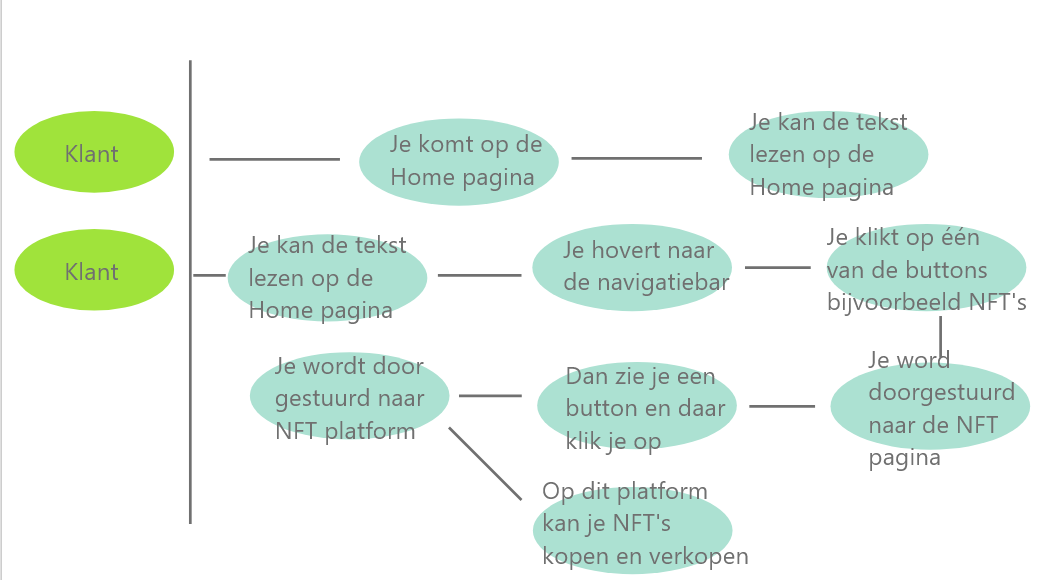 Klant
Je komt op de
Home pagina
Je kan de tekst
lezen op de
Home pagina
Klant
Je kan de tekst
lezen op de
Home pagina
Je hovert naar
de navigatiebar
Je klikt op één
van de buttons
bijvoorbeeld NFT's
Je word
doorgestuurd
naar de NFT
pagina
Dan zie je een
button en daar
klik je op
Je wordt door
gestuurd naar
NFT platform
Op dit platform
kan je NFT's
kopen en verkopen